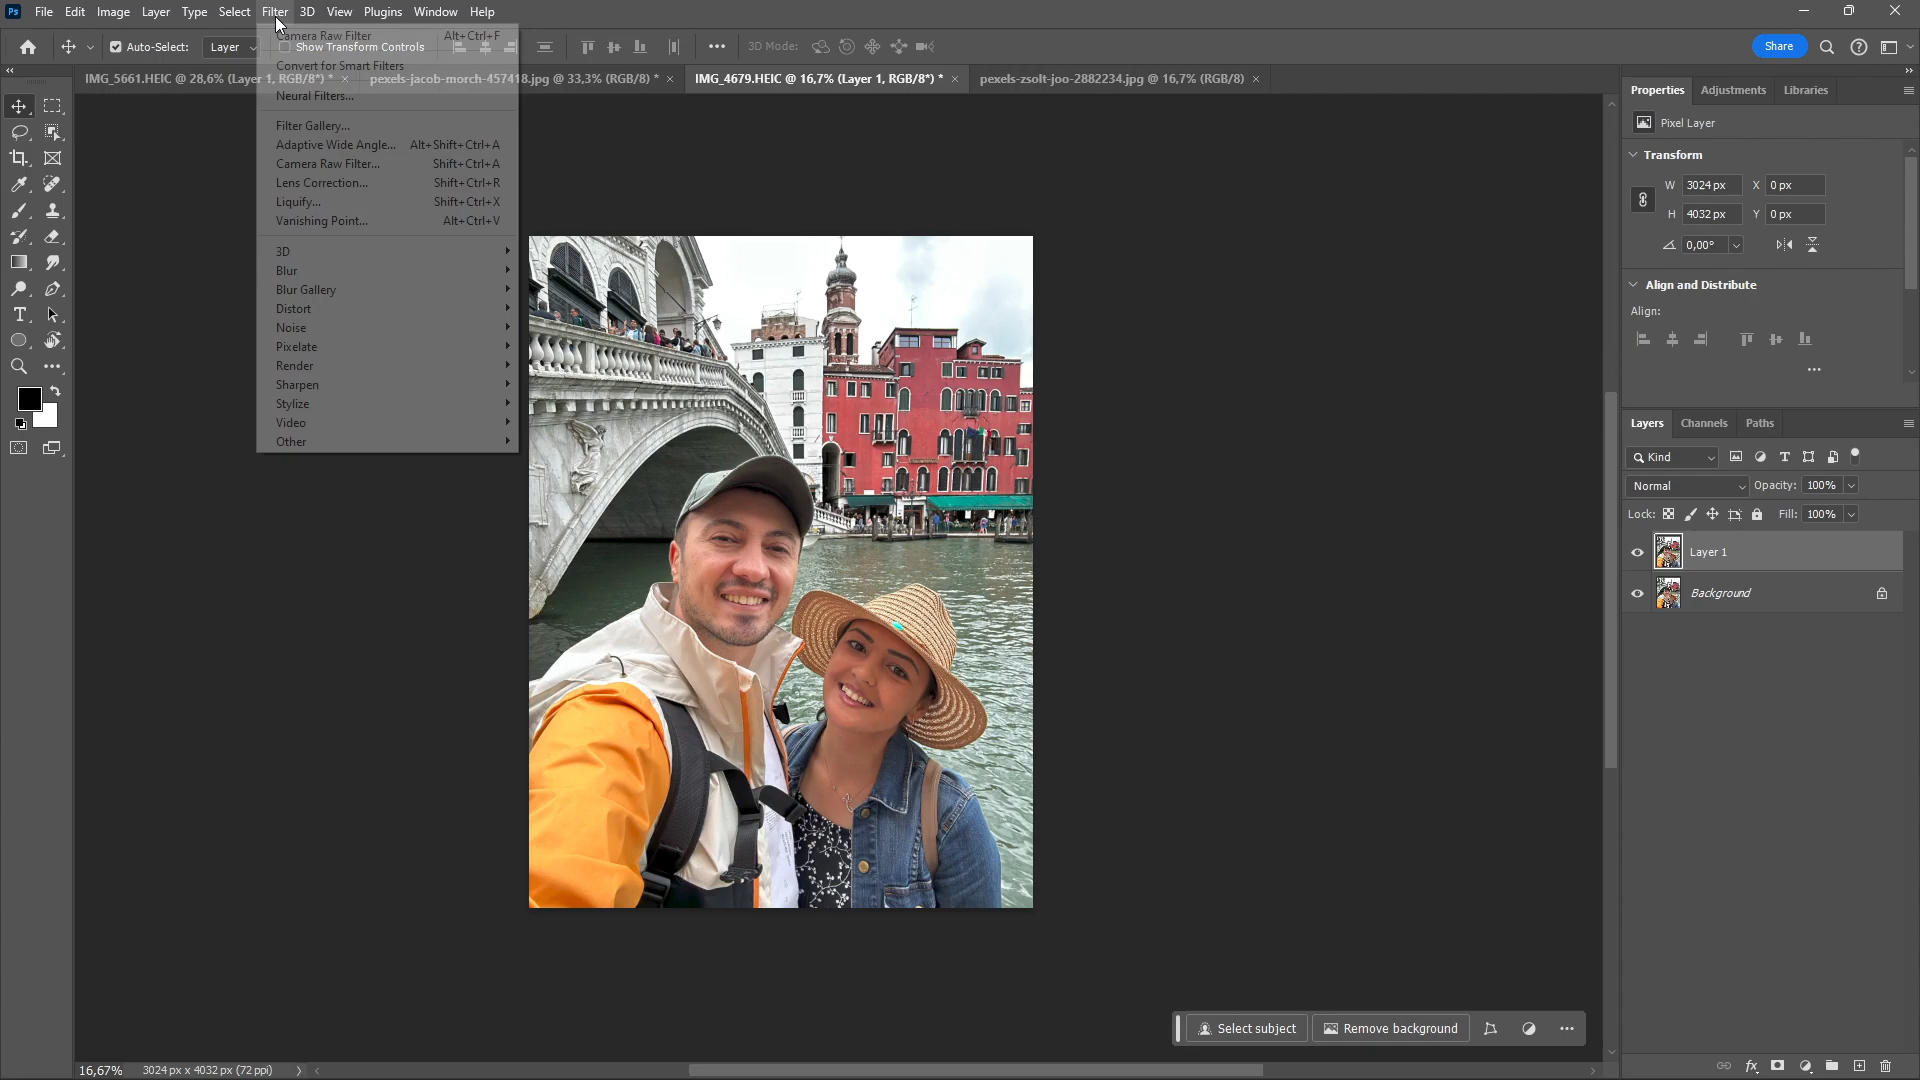 Ps File Edit Image Layer Type Select Filter 3D View Plugins Window Help
Auto-Select: Layer Show Transform Controls 3D Mode: Share
IMG_5661.HEIC @ 28,6% (Layer 1, RGB/8*) * × pexels-jacob-morch-457418.jpg @ 33,3% (RGB/8) * × IMG_4679.HEIC @ 16,7% (Layer 1, RGB/8*) * × pexels-zsolt-joo-2882234.jpg @ 16,7% (RGB/8) ×
Camera Raw Filter Alt+Ctrl+F
Convert for Smart Filters
Neural Filters...
Filter Gallery...
Adaptive Wide Angle... Alt+Shift+Ctrl+A
Camera Raw Filter... Shift+Ctrl+A
Lens Correction... Shift+Ctrl+R
Liquify... Shift+Ctrl+X
Vanishing Point... Alt+Ctrl+V
3D
Blur
Blur Gallery
Distort
Noise
Pixelate
Render
Sharpen
Stylize
Video
Other
Properties Adjustments Libraries
Pixel Layer
Transform
W 3024 px X 0 px
H 4032 px Y 0 px
0,00°
Align and Distribute
Align:
Layers Channels Paths
Kind
Normal Opacity: 100%
Lock: Fill: 100%
Layer 1
Background
Select subject Remove background
16,67% 3024 px x 4032 px (72 ppi)